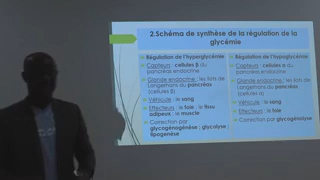 2.Schéma de synthèse de la régulation de la
glycémie
Régulation de l'hyperglycémie
Capteurs : cellules β du
pancréas endocrine
Glande endocrine : les îlots de
Langerhans du pancréas
(cellules β)
Véhicule : le sang
Effecteurs : le foie ; le tissu
adipeux ; le muscle
Correction par
glycogénogénèse ; glycolyse
lipogenèse
Régulation de l'hypoglycémie
Capteurs : cellules α du
pancréas endocrine
Glande endocrine : les îlots de
Langerhans du pancréas
(cellules α)
Véhicule : le sang
Effecteurs : le foie
Correction par glycogénolyse